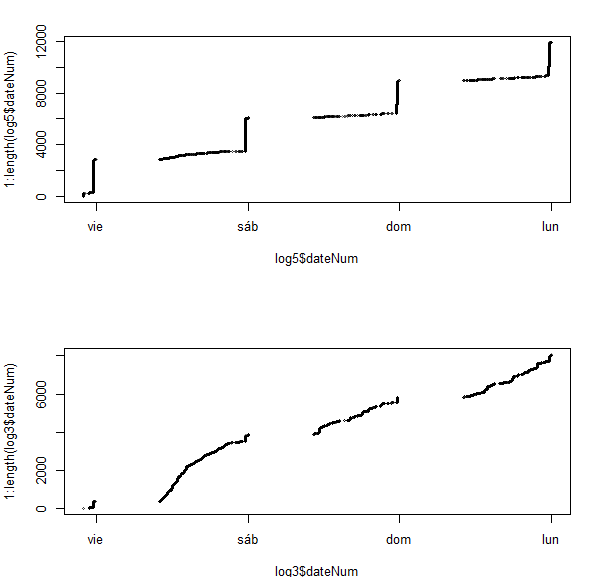 1:length(log5$dateNum)
12000
8000
4000
0
vie sáb dom lun
log5$dateNum
1:length(log3$dateNum)
6000
2000
0
vie sáb dom lun
log3$dateNum